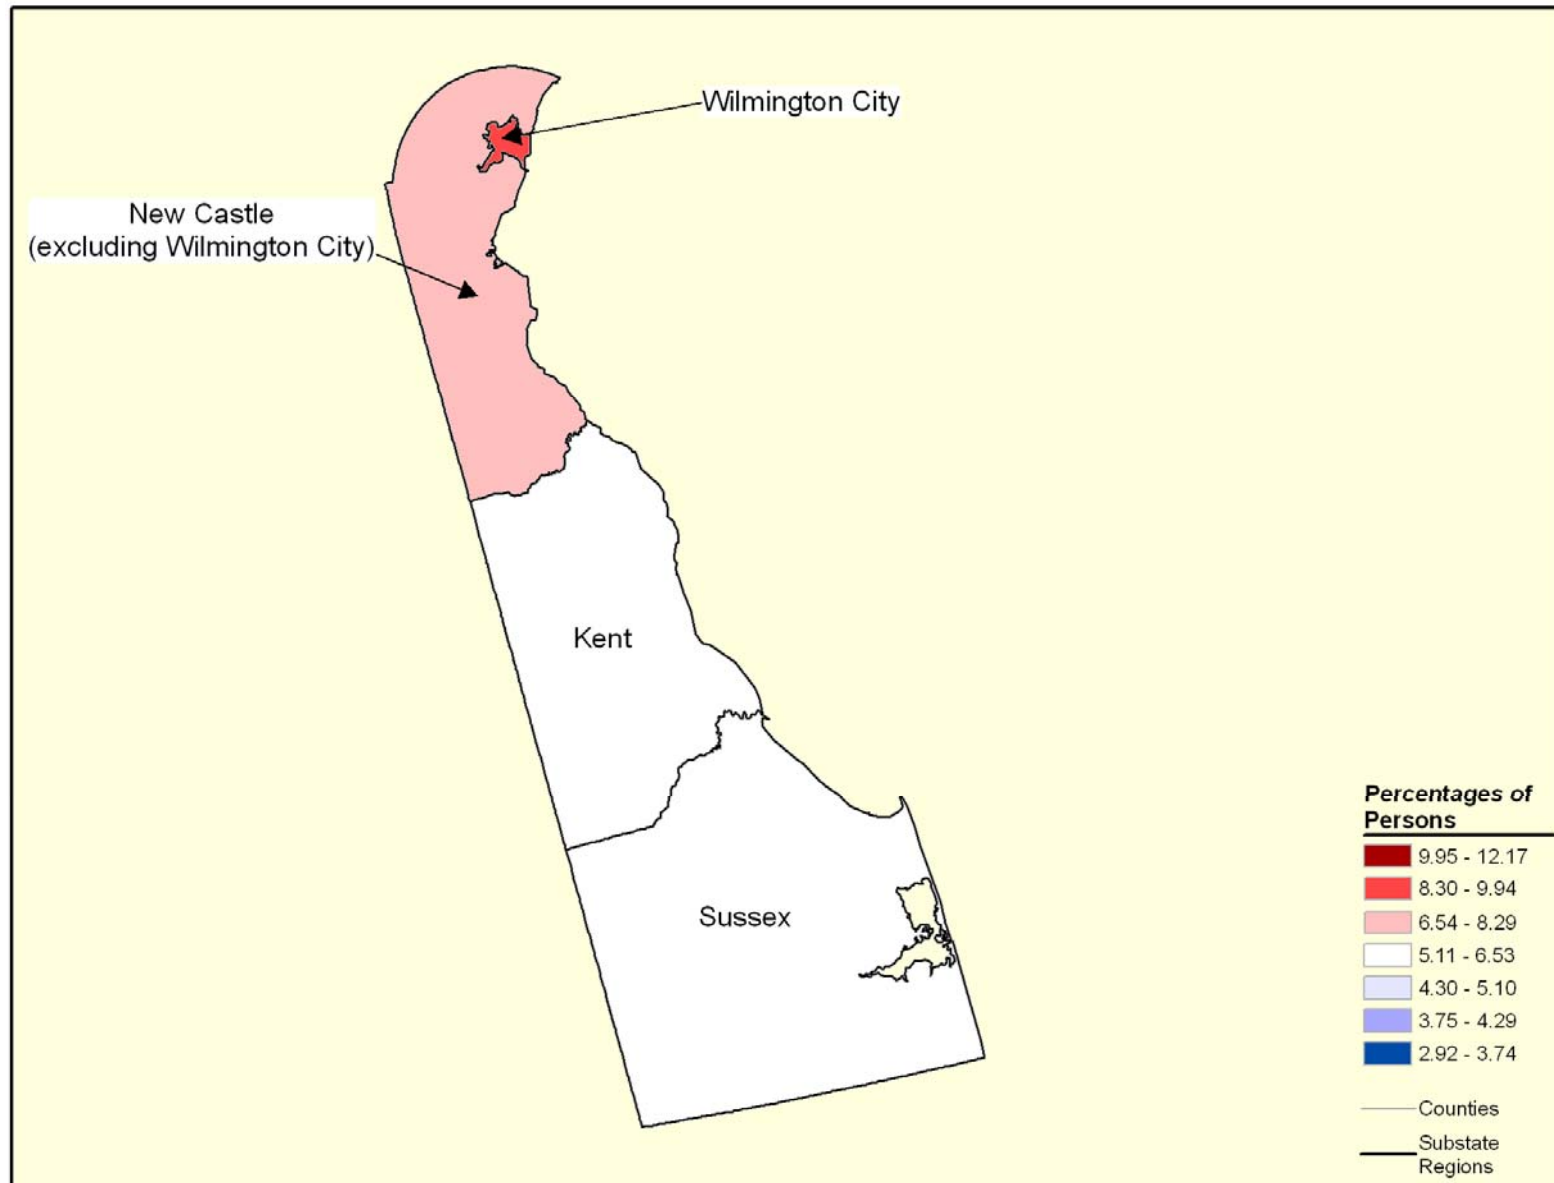 Wilmington City
New Castle
(excluding Wilmington City)
Kent
Sussex
Percentages of
Persons
9.95 - 12.17
8.30 - 9.94
6.54 - 8.29
5.11 - 6.53
4.30 - 5.10
3.75 - 4.29
2.92 - 3.74
Counties
Substate
Regions